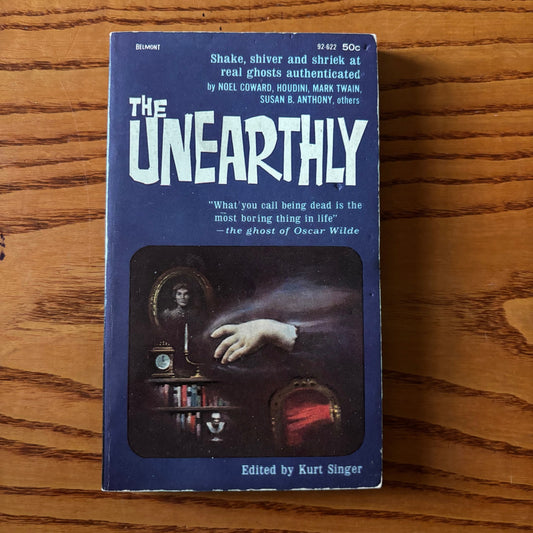 BELMONT
92-622 50c
Shake, shiver and shriek at
real ghosts authenticated
by NOEL COWARD, HOUDINI, MARK TWAIN,
SUSAN B. ANTHONY, others
THE
UNEARTHLY
"What you call being dead is the
most boring thing in life"
—the ghost of Oscar Wilde
Edited by Kurt Singer